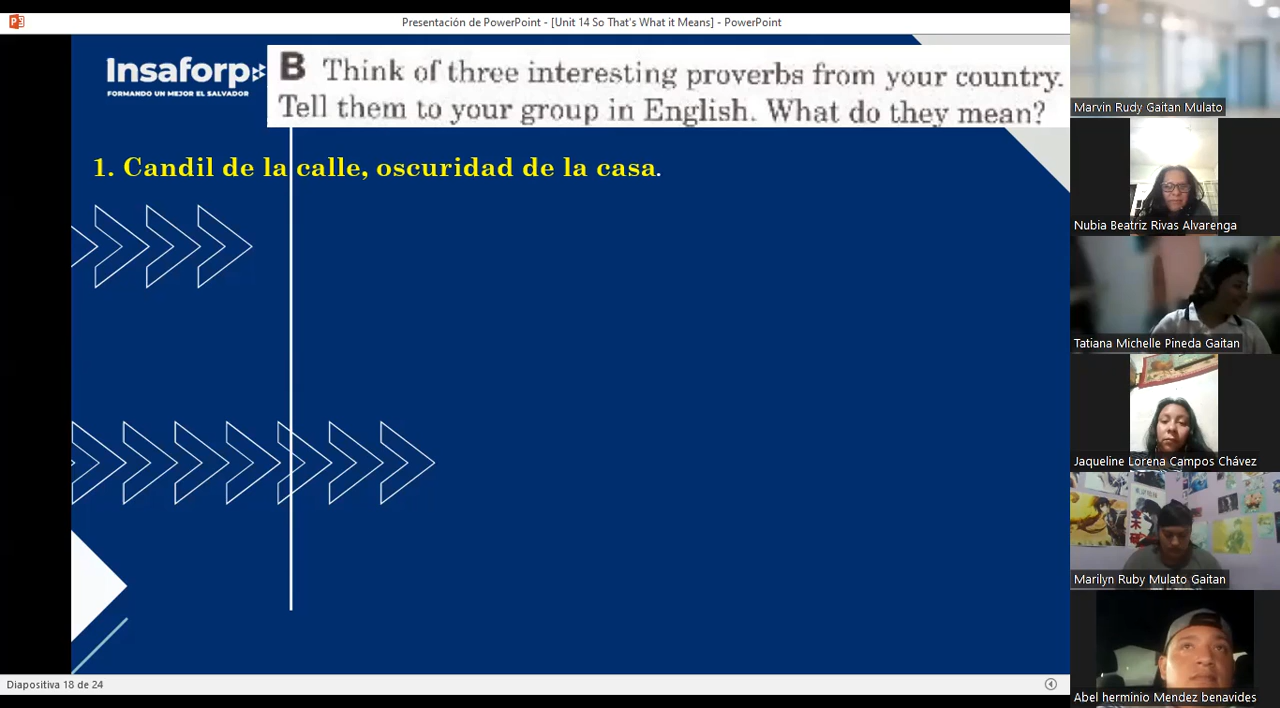 Presentación de PowerPoint - [Unit 14 So That's What it Means] - PowerPoint
Insaforp
FORMANDO UN MEJOR EL SALVADOR
B Think of three interesting proverbs from your country.
Tell them to your group in English. What do they mean?
1. Candil de la calle, oscuridad de la casa.
Diapositiva 18 de 24
Marvin Rudy Gaitan Mulato
Nubia Beatriz Rivas Alvarenga
Tatiana Michelle Pineda Gaitan
Jaqueline Lorena Campos Chávez
Marilyn Ruby Mulato Gaitan
Abel herminio Mendez benavides